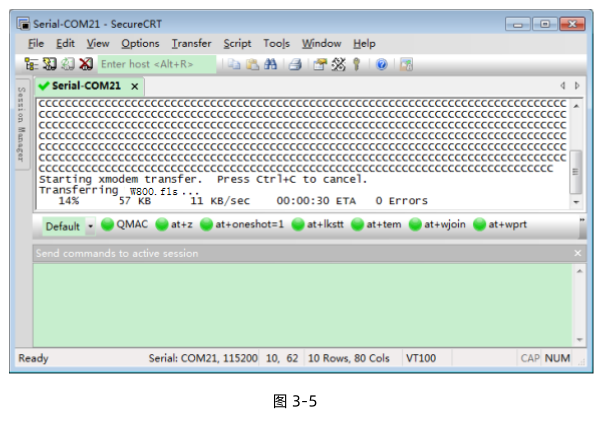 Serial-COM21 - SecureCRT
File Edit View Options Transfer Script Tools Window Help
Enter host <Alt+R>
Session Manager
Serial-COM21
CCCCCCCCCCCCCCCCCCCCCCCCCCCCCCCCCCCCCCCCCCCCCCCCCCCCCCCCCCCCCCCCCCCCCCCCCCCCCCCC
CCCCCCCCCCCCCCCCCCCCCCCCCCCCCCCCCCCCCCCCCCCCCCCCCCCCCCCCCCCCCCCCCCCCCCCCCCCCCCCC
CCCCCCCCCCCCCCCCCCCCCCCCCCCCCCCCCCCCCCCCCCCCCCCCCCCCCCCCCCCCCCCCCCCCCCCCCCCCCCCC
CCCCCCCCCCCCCCCCCCCCCCCCCCCCCCCCCCCCCCCCCCCCCCCCCCCCCCCCCCCCCCCCCCCCCCCCCCCCCCCC
CCCCCCCCCCCCCCCCCCCCCCCCCCCCCCCCCCCCCCCCCCCCCCCCCCCCCCCCCCCCCCCCCCCCCCCCCCCCCCCC
CCCCCCCCCCCCCCCCCCCCCCCCCCCCCCCCCCCCCCCCCCCCCCCCCCCCCCCCCCCCCCCCCCCCCCCCCCCCCC
CCCCCCCCCCCCCCCCCCCCCCCCCCCCCCCCCCCCCCCCCCCCCCCCCCCCCCCCCCCCCCCCCCCCCCCCCCCCC
Starting xmodem transfer. Press Ctrl+C to cancel.
Transferring W800.fls...
14% 57 KB 11 KB/sec 00:00:30 ETA 0 Errors
Default QMAC at+z at+oneshot=1 at+lkstt at+tem at+wjoin at+wprt
Send commands to active session
Ready Serial: COM21, 115200 10, 62 10 Rows, 80 Cols VT100 CAP NUM
图 3-5